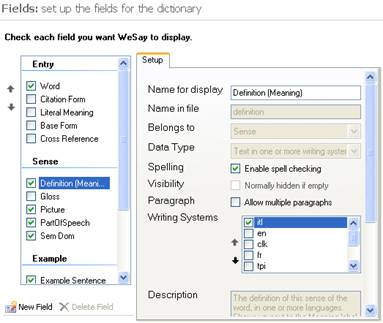 Fields: set up the fields for the dictionary
Check each field you want WeSay to display.
Entry
Word
Citation Form
Literal Meaning
Base Form
Cross Reference
Sense
Definition (Meani...
Gloss
Picture
PartOfSpeech
Sem Dom
Example
Example Sentence
New Field
Delete Field
Setup
Name for display Definition (Meaning)
Name in file definition
Belongs to Sense
Data Type Text in one or more writing syster
Spelling Enable spell checking
Visibility Normally hidden if empty
Paragraph Allow multiple paragraphs
Writing Systems itl
en
clk
fr
tpi
Description The definition of this sense of the
word, in one or more languages.